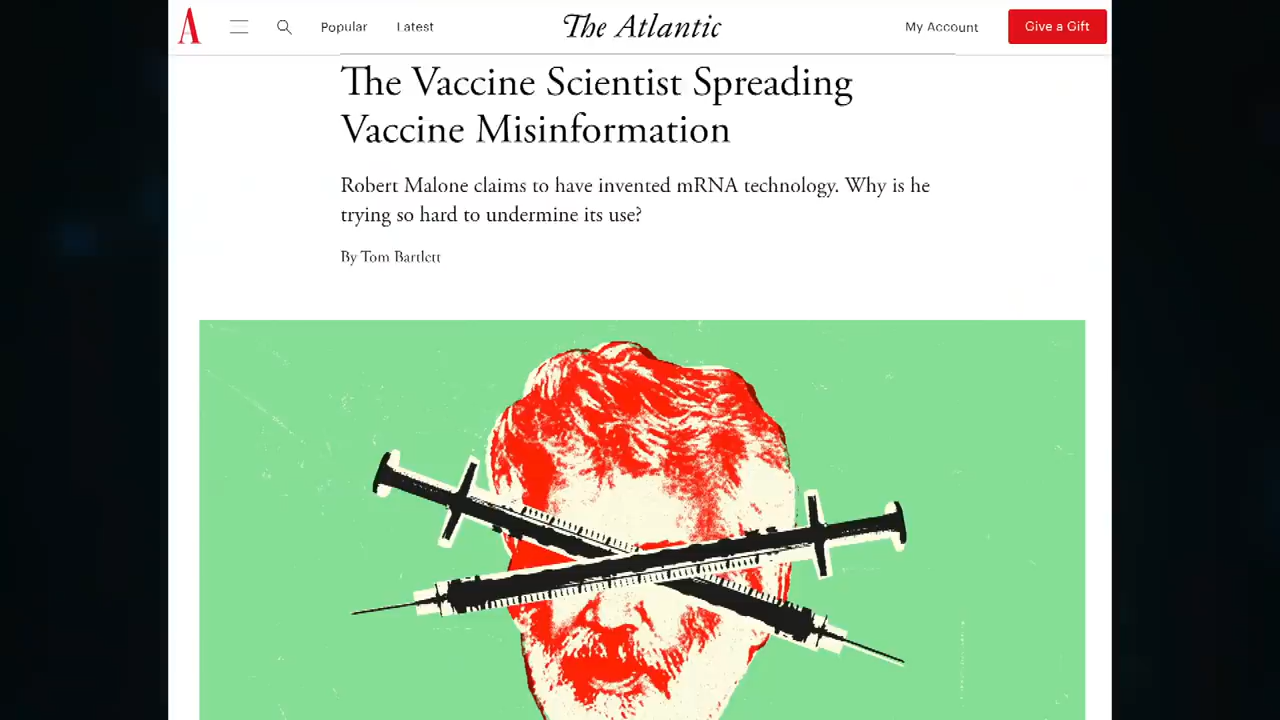 A
Popular
Latest
The Atlantic
My Account
Give a Gift
The Vaccine Scientist Spreading
Vaccine Misinformation
Robert Malone claims to have invented mRNA technology. Why is he
trying so hard to undermine its use?
By Tom Bartlett